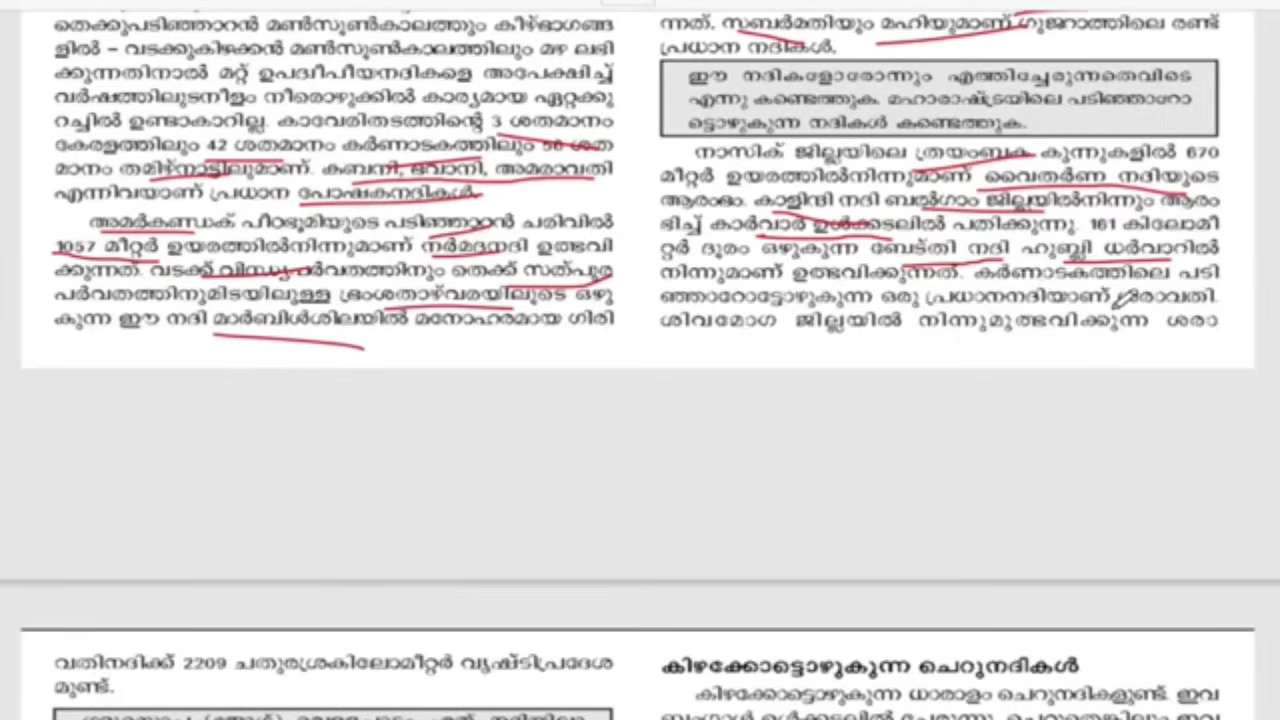 തെക്കുപടിഞ്ഞാറൻ മൺസൂൺകാലത്തും കീഴ്ഭാഗങ്ങ
ളിൽ – വടക്കുകിഴക്കൻ മൺസൂൺകാലത്തിലും മഴ ലഭി
ക്കുന്നതിനാൽ മറ്റ് ഉപദ്വീപീയനദികളെ അപേക്ഷിച്ച്
വർഷത്തിലുടനീളം നീരൊഴുക്കിൽ കാര്യമായ ഏറ്റക്കു
റച്ചിൽ ഉണ്ടാകാറില്ല. കാവേരിതടത്തിന്റെ 3 ശതമാനം
കേരളത്തിലും 42 ശതമാനം കർണാടകത്തിലും 56 ശത
മാനം തമിഴ്നാട്ടിലുമാണ്. കബനി, ഭവാനി, അമരാവതി
എന്നിവയാണ് പ്രധാന പോഷകനദികൾ.
അമർകണ്ഡക് പീഠഭൂമിയുടെ പടിഞ്ഞാറൻ ചരിവിൽ
1057 മീറ്റർ ഉയരത്തിൽനിന്നുമാണ് നർമദനദി ഉത്ഭവി
ക്കുന്നത്. വടക്ക് വിന്ധ്യപർവതത്തിനും തെക്ക് സത്പുര
പർവതത്തിനുമിടയിലുള്ള ഭ്രംശതാഴ്‌വരയിലൂടെ ഒഴു
കുന്ന ഈ നദി മാർബിൾശിലയിൽ മനോഹരമായ ഗിരി
ന്നത്. സബർമതിയും മഹിയുമാണ് ഗുജറാത്തിലെ രണ്ട്
പ്രധാന നദികൾ.
ഈ നദികളോരോന്നും എത്തിച്ചേരുന്നതെവിടെ
എന്നു കണ്ടെത്തുക. മഹാരാഷ്ട്രയിലെ പടിഞ്ഞാറോ
ട്ടൊഴുകുന്ന നദികൾ കണ്ടെത്തുക.
നാസിക് ജില്ലയിലെ ത്രയംബക കുന്നുകളിൽ 670
മീറ്റർ ഉയരത്തിൽനിന്നുമാണ് വൈതർണ നദിയുടെ
ആരംഭം. കാളിന്ദി നദി ബൽഗാം ജില്ലയിൽനിന്നും ആരം
ഭിച്ച് കാർവാർ ഉൾക്കടലിൽ പതിക്കുന്നു. 161 കിലോമീ
റ്റർ ദൂരം ഒഴുകുന്ന ബേട്തി നദി ഹൂബ്ലി ധർവാറിൽ
നിന്നുമാണ് ഉത്ഭവിക്കുന്നത്. കർണാടകത്തിലെ പടി
ഞ്ഞാറോട്ടൊഴുകുന്ന ഒരു പ്രധാനനദിയാണ് ശരാവതി.
ശിവമോഗ ജില്ലയിൽ നിന്നുമുത്ഭവിക്കുന്ന ശരാ
വതിനദിക്ക് 2209 ചതുരശ്രകിലോമീറ്റർ വൃഷ്ടിപ്രദേശ
മുണ്ട്.
കിഴക്കോട്ടൊഴുകുന്ന ചെറുനദികൾ
കിഴക്കോട്ടൊഴുകുന്ന ധാരാളം ചെറുനദികളുണ്ട്. ഇവ